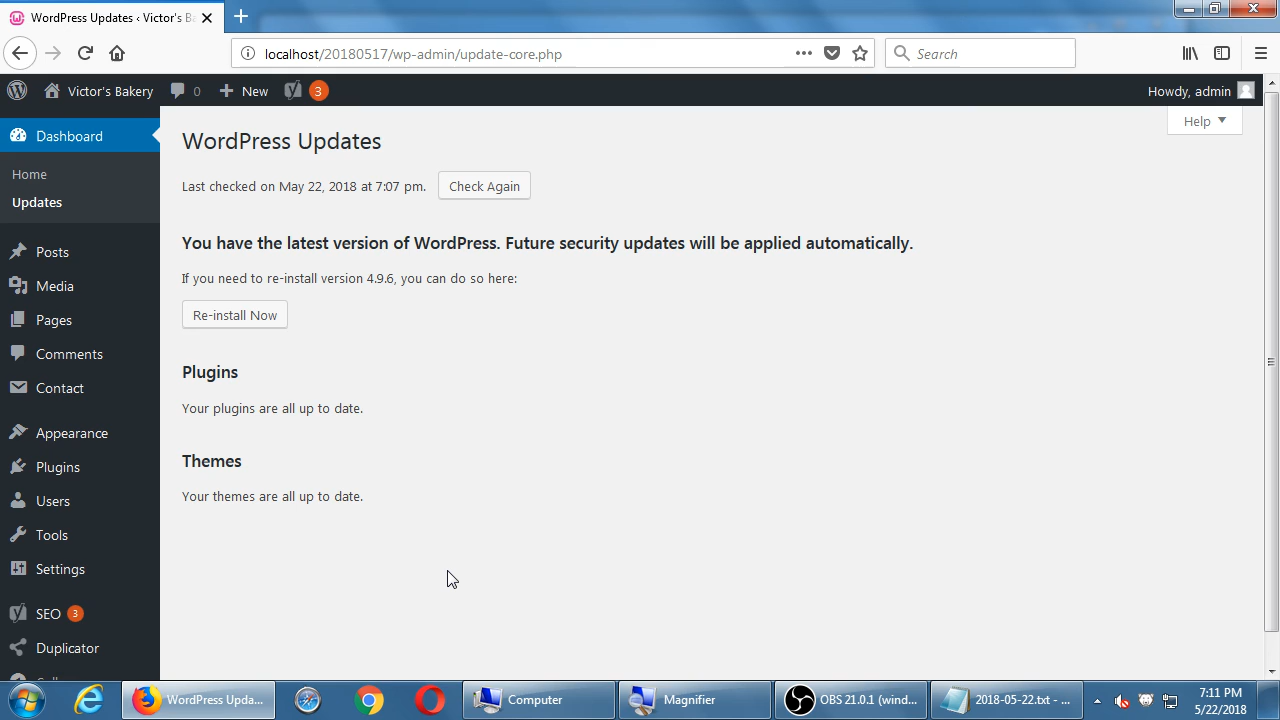 WordPress Updates ‹ Victor's Ba
localhost/20180517/wp-admin/update-core.php
Search
Victor's Bakery
0
New
3
Howdy, admin
Help
Dashboard
Home
Updates
Posts
Media
Pages
Comments
Contact
Appearance
Plugins
Users
Tools
Settings
SEO 3
Duplicator
WordPress Updates
Last checked on May 22, 2018 at 7:07 pm.
Check Again
You have the latest version of WordPress. Future security updates will be applied automatically.
If you need to re-install version 4.9.6, you can do so here:
Re-install Now
Plugins
Your plugins are all up to date.
Themes
Your themes are all up to date.
WordPress Upda...
Computer
Magnifier
OBS 21.0.1 (wind...
2018-05-22.txt - ...
7:11 PM
5/22/2018